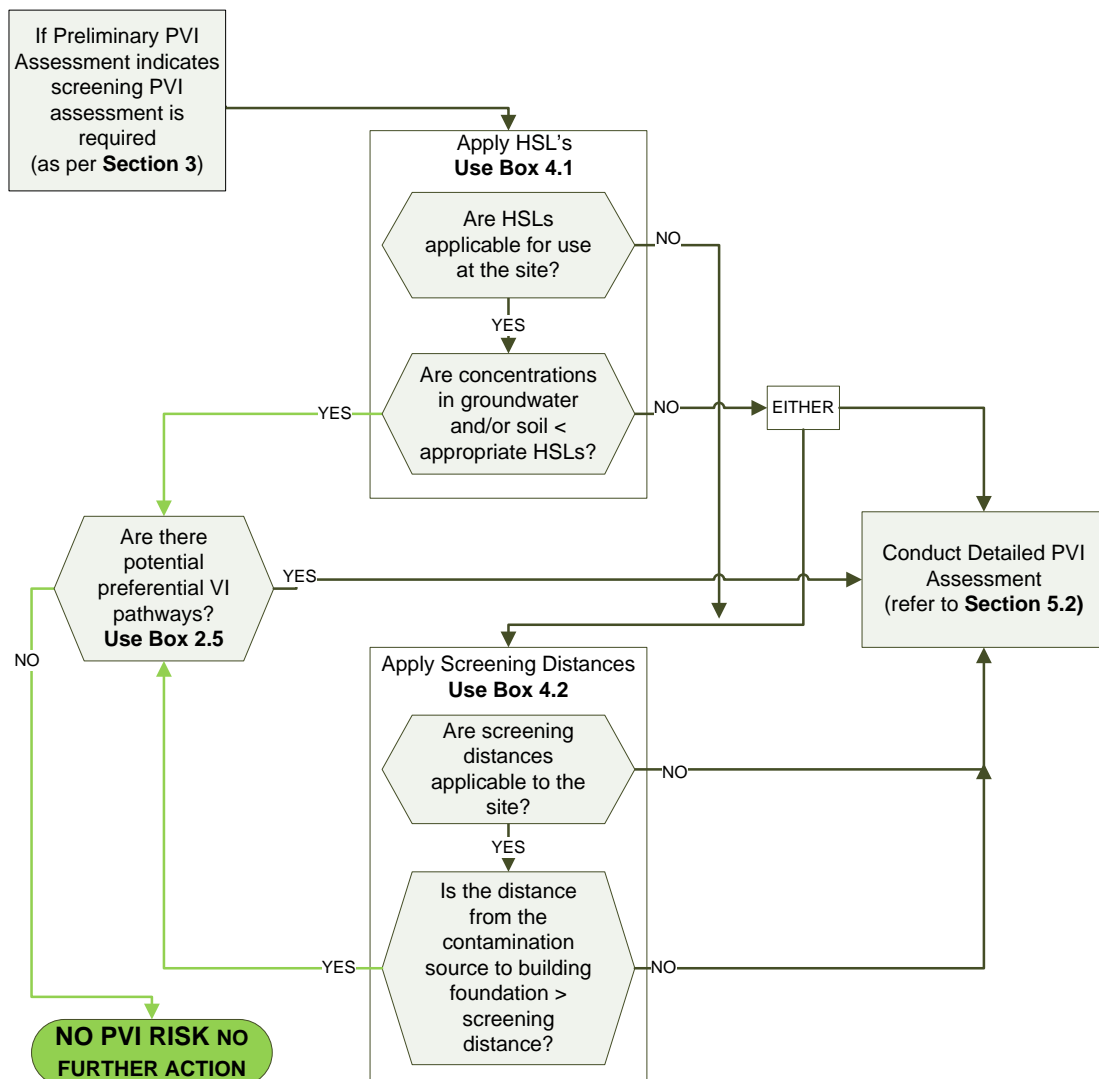 If Preliminary PVI
Assessment indicates
screening PVI
assessment is
required
(as per Section 3)
Apply HSL's
Use Box 4.1
Are HSLs
applicable for use
at the site?
NO
YES
Are concentrations
in groundwater
and/or soil <
appropriate HSLs?
YES
NO
EITHER
Are there
potential
preferential VI
pathways?
Use Box 2.5
YES
NO
Conduct Detailed PVI
Assessment
(refer to Section 5.2)
Apply Screening Distances
Use Box 4.2
Are screening
distances
applicable to the
site?
NO
YES
Is the distance
from the
contamination
source to building
foundation >
screening
distance?
YES
NO
NO PVI RISK NO
FURTHER ACTION